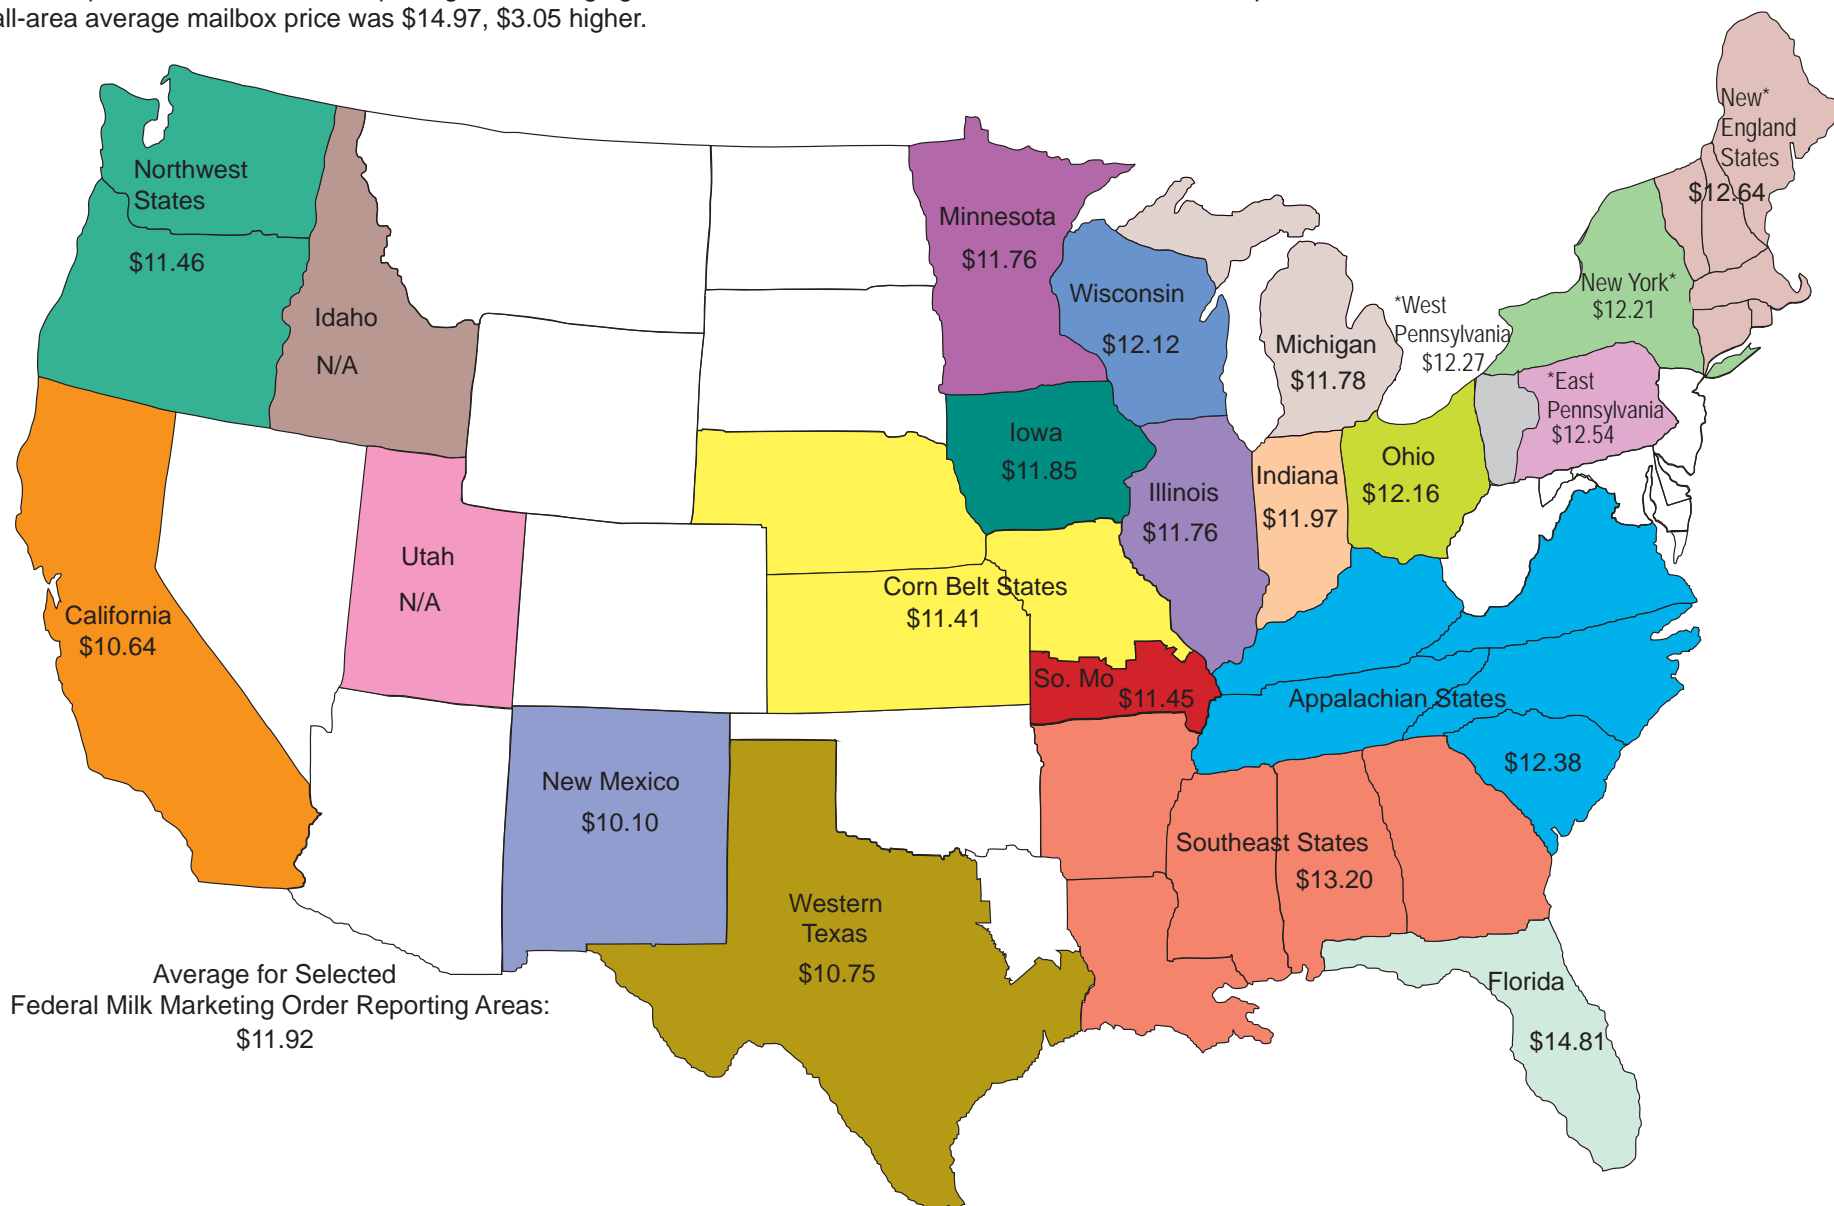 all-area average mailbox price was $14.97, $3.05 higher.
New*
England
States
$12.64
Northwest
States
$11.46
Minnesota
$11.76
Wisconsin
$12.12
Idaho
N/A
Michigan
$11.78
*West
Pennsylvania
$12.27
New York*
$12.21
*East
Pennsylvania
$12.54
Iowa
$11.85
Illinois
$11.76
Indiana
$11.97
Ohio
$12.16
Utah
N/A
California
$10.64
Corn Belt States
$11.41
So. Mo
$11.45
Appalachian States
$12.38
New Mexico
$10.10
Southeast States
$13.20
Western
Texas
$10.75
Florida
$14.81
Average for Selected
Federal Milk Marketing Order Reporting Areas:
$11.92